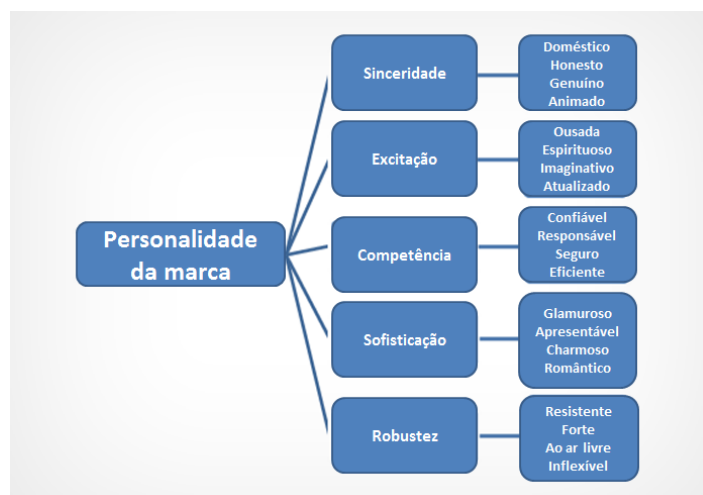 Personalidade
da marca
Sinceridade
Doméstico
Honesto
Genuíno
Animado
Excitação
Ousada
Espirituoso
Imaginativo
Atualizado
Competência
Confiável
Responsável
Seguro
Eficiente
Sofisticação
Glamuroso
Apresentável
Charmoso
Romântico
Robustez
Resistente
Forte
Ao ar livre
Inflexível